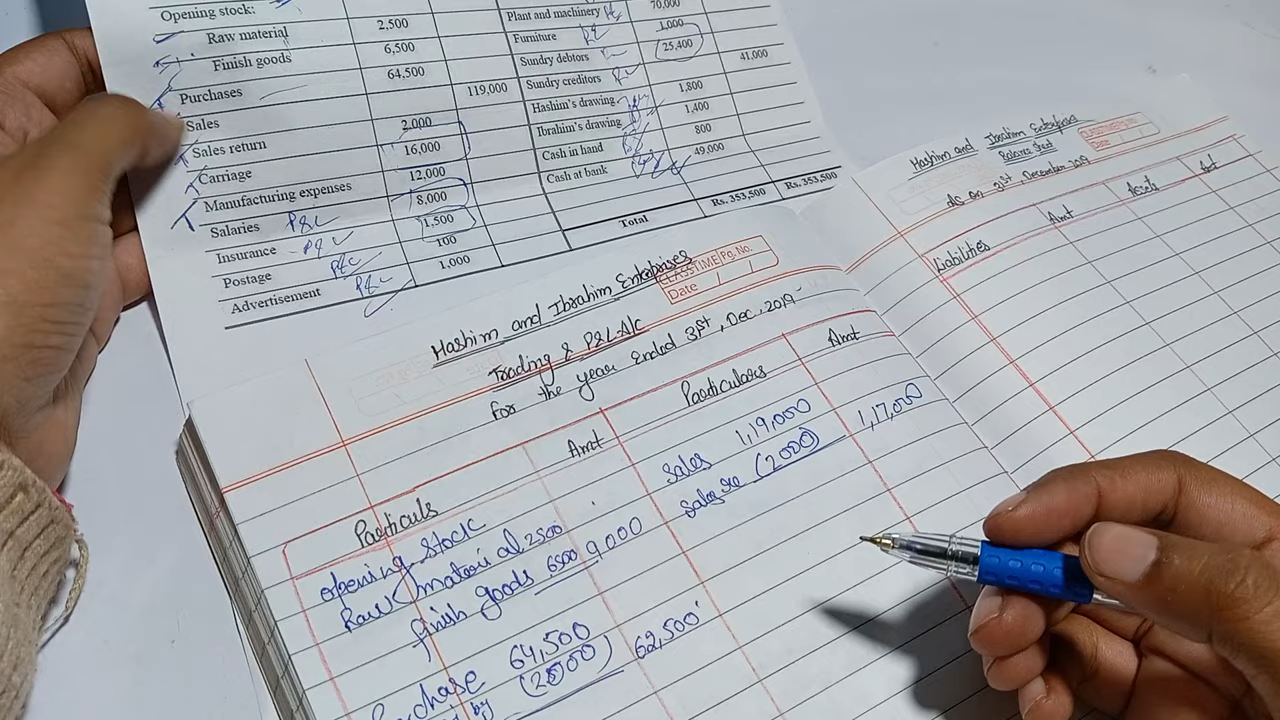 Opening stock:
Raw material 2,500
Finish goods 6,500
Purchases 64,500
Sales 119,000
Sales return 2,000
Carriage 16,000
Manufacturing expenses 12,000
Salaries P&L 8,000
Insurance P&L 1,500
Postage P&L 100
Advertisement P&L 1,000
Plant and machinery 70,000
Furniture 1,000
Sundry debtors 25,400
Sundry creditors 41,000
Hashim's drawing 1,800
Ibrahim's drawing 1,400
Cash in hand 800
Cash at bank 49,000
Total Rs. 353,500 Rs. 353,500
Hashim and Ibrahim Enterprises
CLASSTIME Pg. No.
Date / /
Trading & P&L A/c
for the year ended 31st, Dec, 2019
Particuls Amt Particulars Amt
opening stock
Raw material 2500
finish goods 6500 9000
Purchase 64,500
by (2000) 62,500
Sales 1,19,000
Sales re (2000) 1,17,000
Hashim and Ibrahim Enterprises
Date
Balance Sheet
as on 31st, December 2019
Liabilities Amt Assets Amt